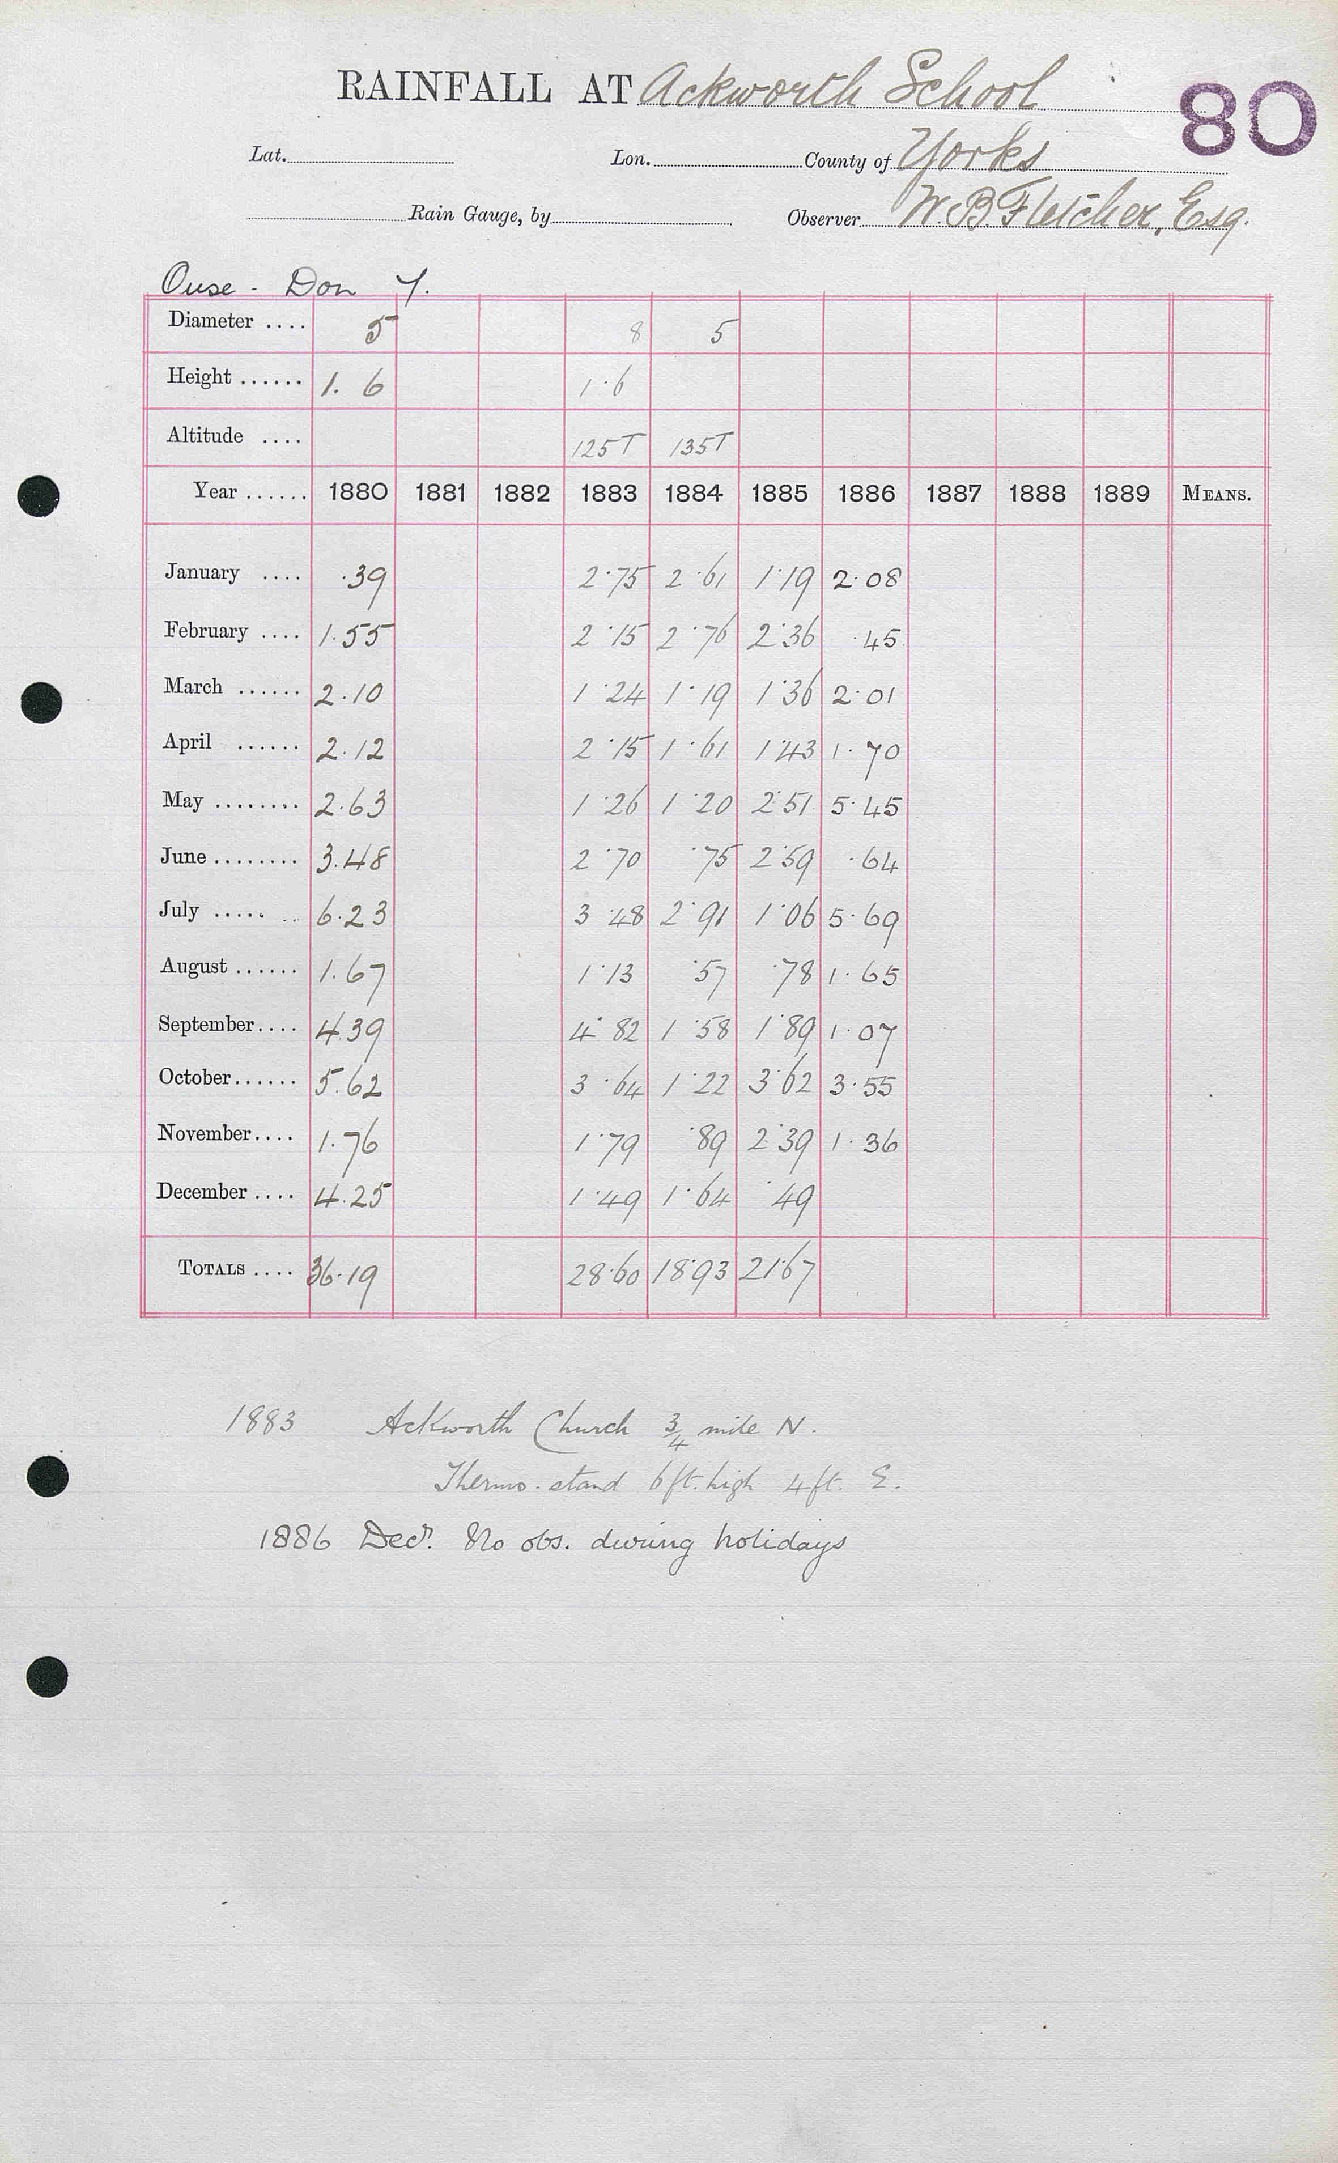 RAINFALL AT Ackworth School
80
Lat. Lon. County of Yorks
Rain Gauge, by Observer W. B. Fletcher, Esq.
Ouse - Don Y.
Diameter .... 5 8 5
Height ...... 1. 6 1·6
Altitude .... 125T 135T
Year ...... 1880 1881 1882 1883 1884 1885 1886 1887 1888 1889 MEANS.
January .... ·39 2·75 2·61 1·19 2·08
February .... 1·55 2·15 2·76 2·36 ·45
March ...... 2·10 1·24 1·19 1·36 2·01
April ...... 2·12 2·15 1·61 1·43 1·70
May ........ 2·63 1·26 1·20 2·51 5·45
June ........ 3·48 2·70 ·75 2·59 ·64
July ........ 6·23 3·48 2·91 1·06 5·69
August ...... 1·67 1·13 ·57 ·78 1·65
September.... 4·39 4·82 1·58 1·89 1·07
October...... 5·62 3·64 1·22 3·62 3·55
November.... 1·76 1·79 ·89 2·39 1·36
December .... 4·25 1·49 1·64 ·49
TOTALS .... 36·19 28·60 18·93 21·67
1883 Ackworth Church 3/4 mile N.
Thermo. stand 6 ft. high 4 ft. E.
1886 Decr. No obs. during holidays